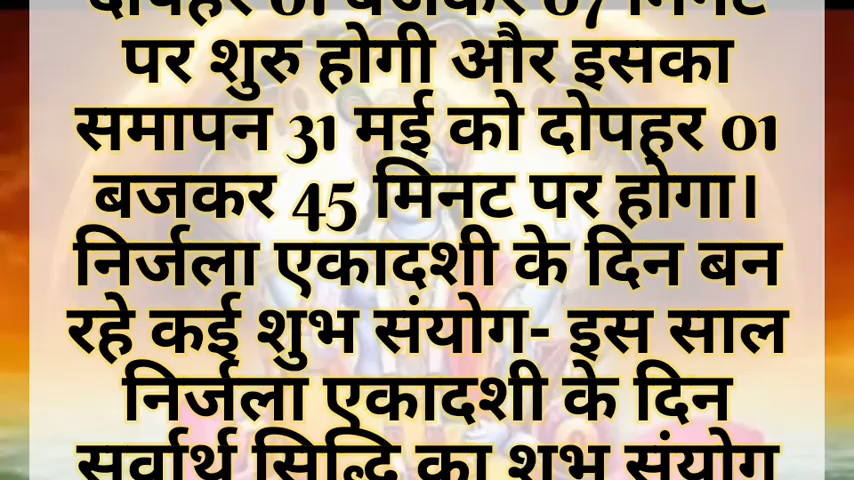 दोपहर 01 बजकर 07 मिनट
पर शुरु होगी और इसका
समापन 31 मई को दोपहर 01
बजकर 45 मिनट पर होगा।
निर्जला एकादशी के दिन बन
रहे कई शुभ संयोग- इस साल
निर्जला एकादशी के दिन
सर्वार्थ सिद्धि का शुभ संयोग